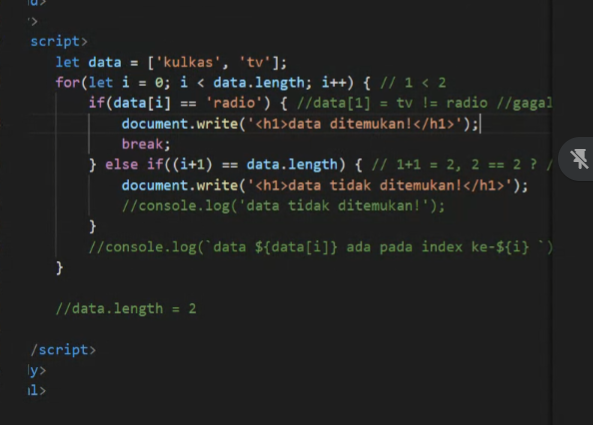 >
script>
let data = ['kulkas', 'tv'];
for(let i = 0; i < data.length; i++) { // 1 < 2
if(data[i] == 'radio') { //data[1] = tv != radio //gagal
document.write('<h1>data ditemukan!</h1>');
break;
} else if((i+1) == data.length) { // 1+1 = 2, 2 == 2 ? /
document.write('<h1>data tidak ditemukan!</h1>');
//console.log('data tidak ditemukan!');
}
//console.log(`data ${data[i]} ada pada index ke-${i} `)
}
//data.length = 2
/script>
y>
l>